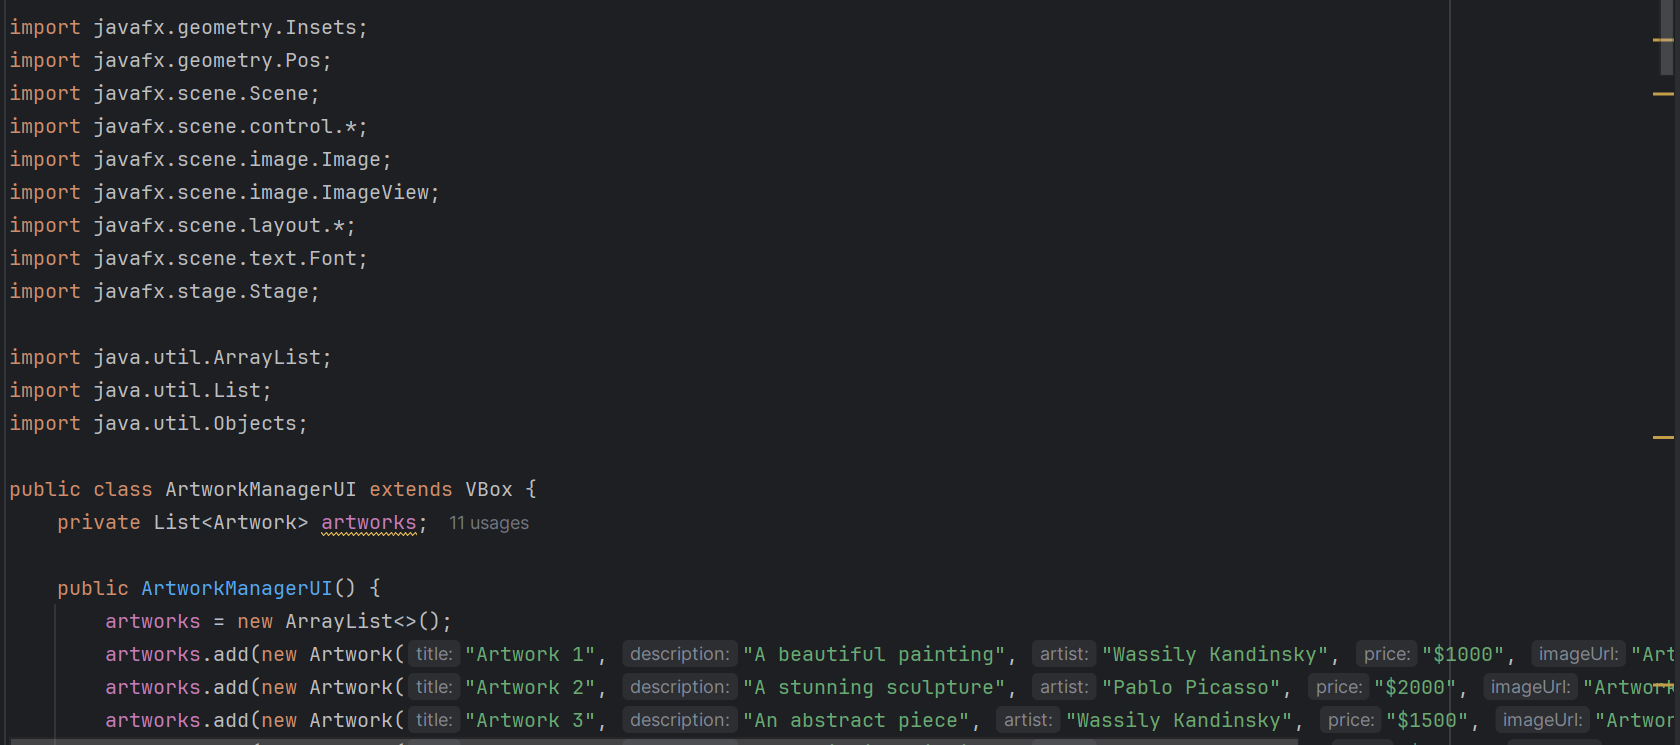 import javafx.geometry.Insets;
import javafx.geometry.Pos;
import javafx.scene.Scene;
import javafx.scene.control.*;
import javafx.scene.image.Image;
import javafx.scene.image.ImageView;
import javafx.scene.layout.*;
import javafx.scene.text.Font;
import javafx.stage.Stage;
import java.util.ArrayList;
import java.util.List;
import java.util.Objects;
public class ArtworkManagerUI extends VBox {
private List<Artwork> artworks; 11 usages
public ArtworkManagerUI() {
artworks = new ArrayList<>();
artworks.add(new Artwork( title: "Artwork 1", description: "A beautiful painting", artist: "Wassily Kandinsky", price: "$1000", imageUrl: "Art
artworks.add(new Artwork( title: "Artwork 2", description: "A stunning sculpture", artist: "Pablo Picasso", price: "$2000", imageUrl: "Artwork
artworks.add(new Artwork( title: "Artwork 3", description: "An abstract piece", artist: "Wassily Kandinsky", price: "$1500", imageUrl: "Artwor